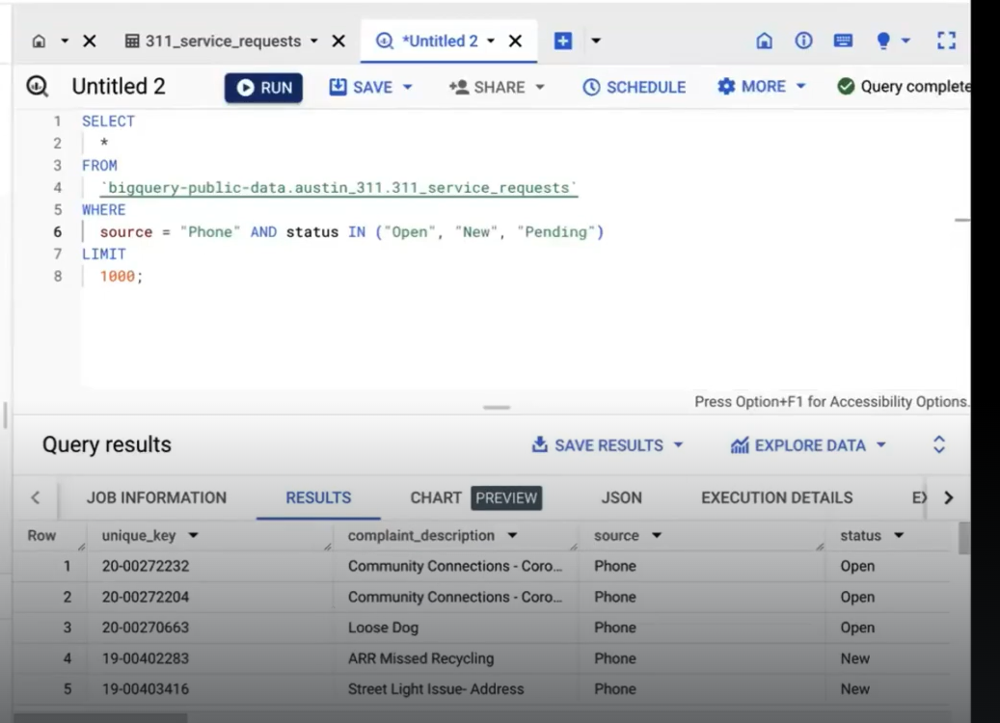 311_service_requests *Untitled 2
Untitled 2 RUN SAVE SHARE SCHEDULE MORE Query complete
1 SELECT
2 *
3 FROM
4 `bigquery-public-data.austin_311.311_service_requests`
5 WHERE
6 source = "Phone" AND status IN ("Open", "New", "Pending")
7 LIMIT
8 1000;
Press Option+F1 for Accessibility Options.
Query results SAVE RESULTS EXPLORE DATA
JOB INFORMATION RESULTS CHART PREVIEW JSON EXECUTION DETAILS
Row unique_key complaint_description source status
1 20-00272232 Community Connections - Coro... Phone Open
2 20-00272204 Community Connections - Coro... Phone Open
3 20-00270663 Loose Dog Phone Open
4 19-00402283 ARR Missed Recycling Phone New
5 19-00403416 Street Light Issue- Address Phone New